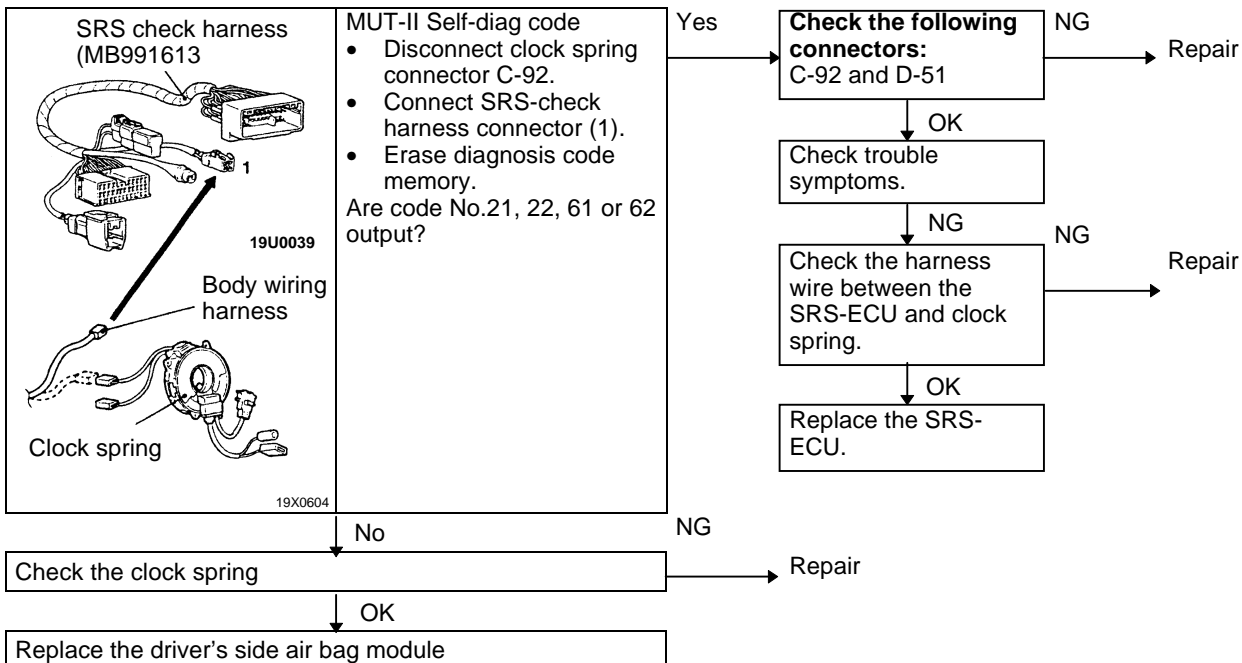 SRS check harness
(MB991613
1
19U0039
Body wiring
harness
Clock spring
19X0604
MUT-II Self-diag code
• Disconnect clock spring
connector C-92.
• Connect SRS-check
harness connector (1).
• Erase diagnosis code
memory.
Are code No.21, 22, 61 or 62
output?
Yes
Check the following
connectors:
C-92 and D-51
NG
Repair
OK
Check trouble
symptoms.
NG
Check the harness
wire between the
SRS-ECU and clock
spring.
NG
Repair
OK
Replace the SRS-
ECU.
No
Check the clock spring
NG
Repair
OK
Replace the driver's side air bag module